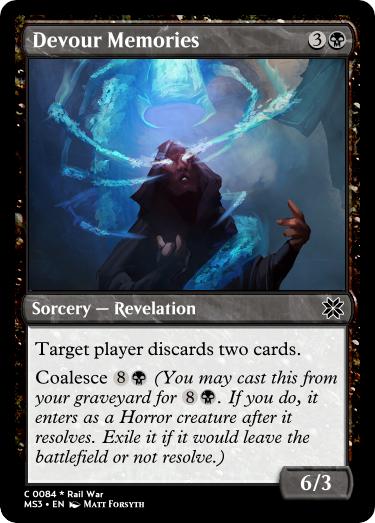 Devour Memories 3
Sorcery — Revelation
Target player discards two cards.
Coalesce 8 (You may cast this from
your graveyard for 8. If you do, it
enters as a Horror creature after it
resolves. Exile it if it would leave the
battlefield or not resolve.)
6/3
C 0084 * Rail War
MS3 • EN Matt Forsyth